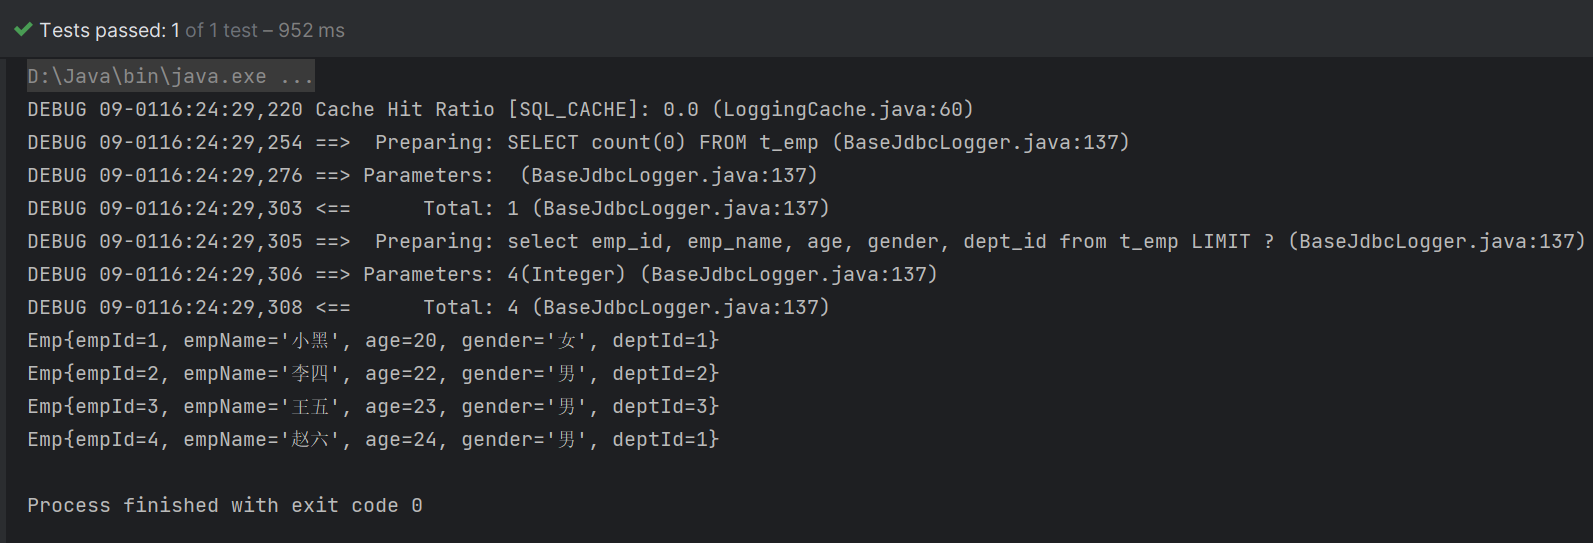 Tests passed: 1 of 1 test – 952 ms
D:\Java\bin\java.exe ...
DEBUG 09-0116:24:29,220 Cache Hit Ratio [SQL_CACHE]: 0.0 (LoggingCache.java:60)
DEBUG 09-0116:24:29,254 ==>  Preparing: SELECT count(0) FROM t_emp (BaseJdbcLogger.java:137)
DEBUG 09-0116:24:29,276 ==> Parameters:  (BaseJdbcLogger.java:137)
DEBUG 09-0116:24:29,303 <==      Total: 1 (BaseJdbcLogger.java:137)
DEBUG 09-0116:24:29,305 ==>  Preparing: select emp_id, emp_name, age, gender, dept_id from t_emp LIMIT ? (BaseJdbcLogger.java:137)
DEBUG 09-0116:24:29,306 ==> Parameters: 4(Integer) (BaseJdbcLogger.java:137)
DEBUG 09-0116:24:29,308 <==      Total: 4 (BaseJdbcLogger.java:137)
Emp{empId=1, empName='小黑', age=20, gender='女', deptId=1}
Emp{empId=2, empName='李四', age=22, gender='男', deptId=2}
Emp{empId=3, empName='王五', age=23, gender='男', deptId=3}
Emp{empId=4, empName='赵六', age=24, gender='男', deptId=1}
Process finished with exit code 0